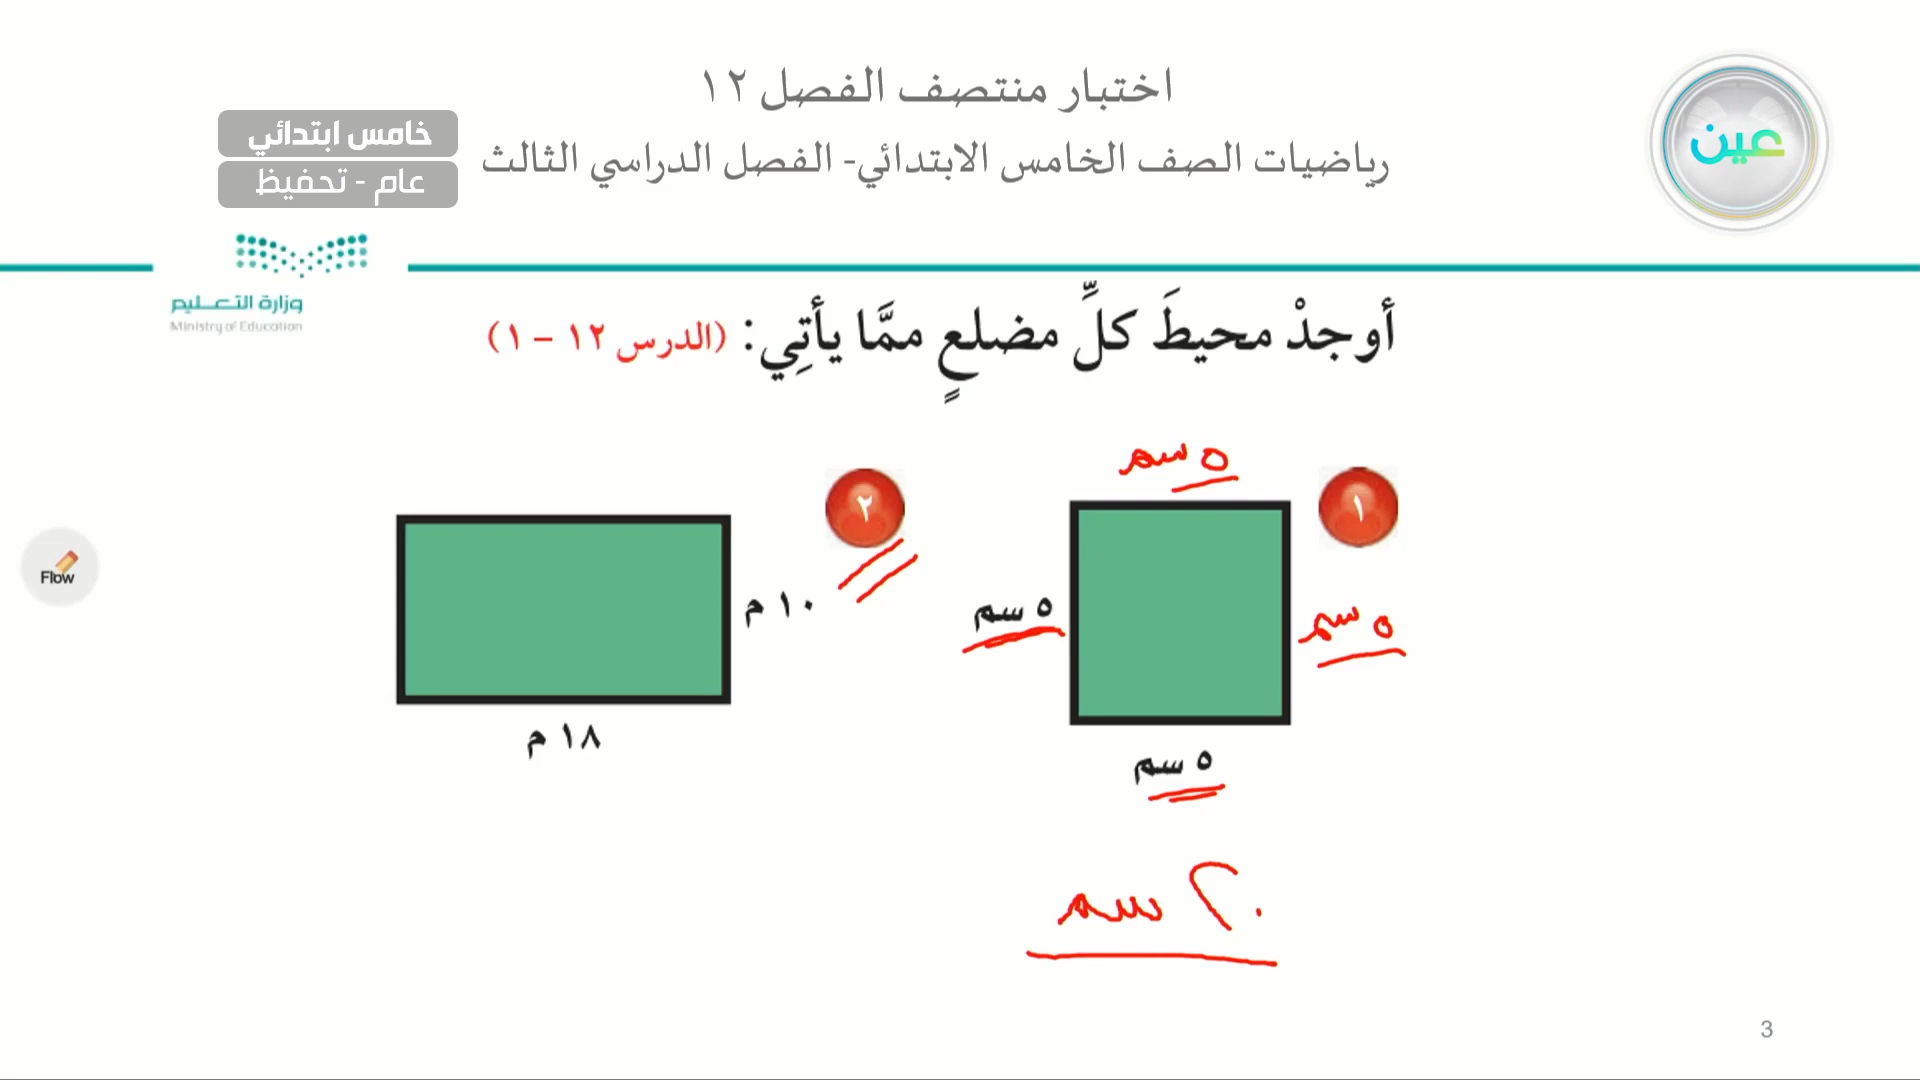 اختبار منتصف الفصل ١٢
رياضيات الصف الخامس الابتدائي- الفصل الدراسي الثالث
خامس ابتدائي
عام - تحفيظ
عين
وزارة التعليم
Ministry of Education
أوجدْ محيطَ كلِّ مضلعٍ ممَّا يأتِي: (الدرس ١٢ – ١)
١
٥ سم
٥ سم
٥ سم
٥ سم
٢٠ سم
٢
١٠ م
١٨ م
Flow
3